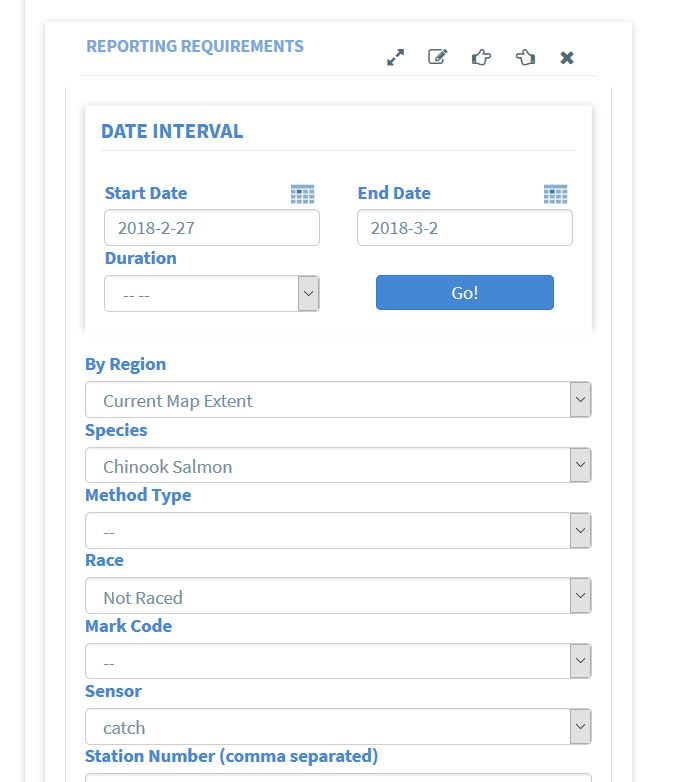 REPORTING REQUIREMENTS
DATE INTERVAL
Start Date
End Date
2018-2-27
2018-3-2
Duration
-- --
Go!
By Region
Current Map Extent
Species
Chinook Salmon
Method Type
--
Race
Not Raced
Mark Code
--
Sensor
catch
Station Number (comma separated)